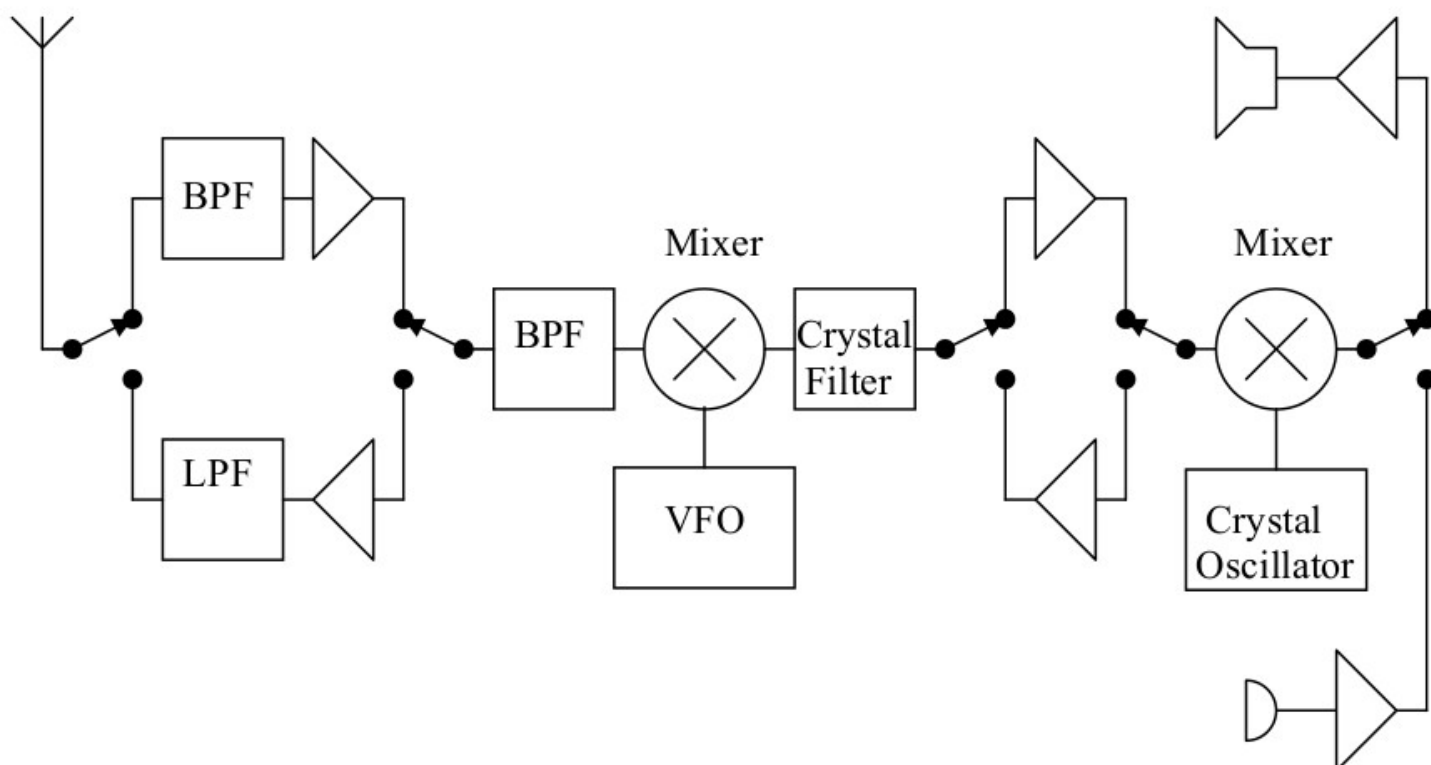 BPF
Mixer
Mixer
BPF
Crystal
Filter
LPF
VFO
Crystal
Oscillator